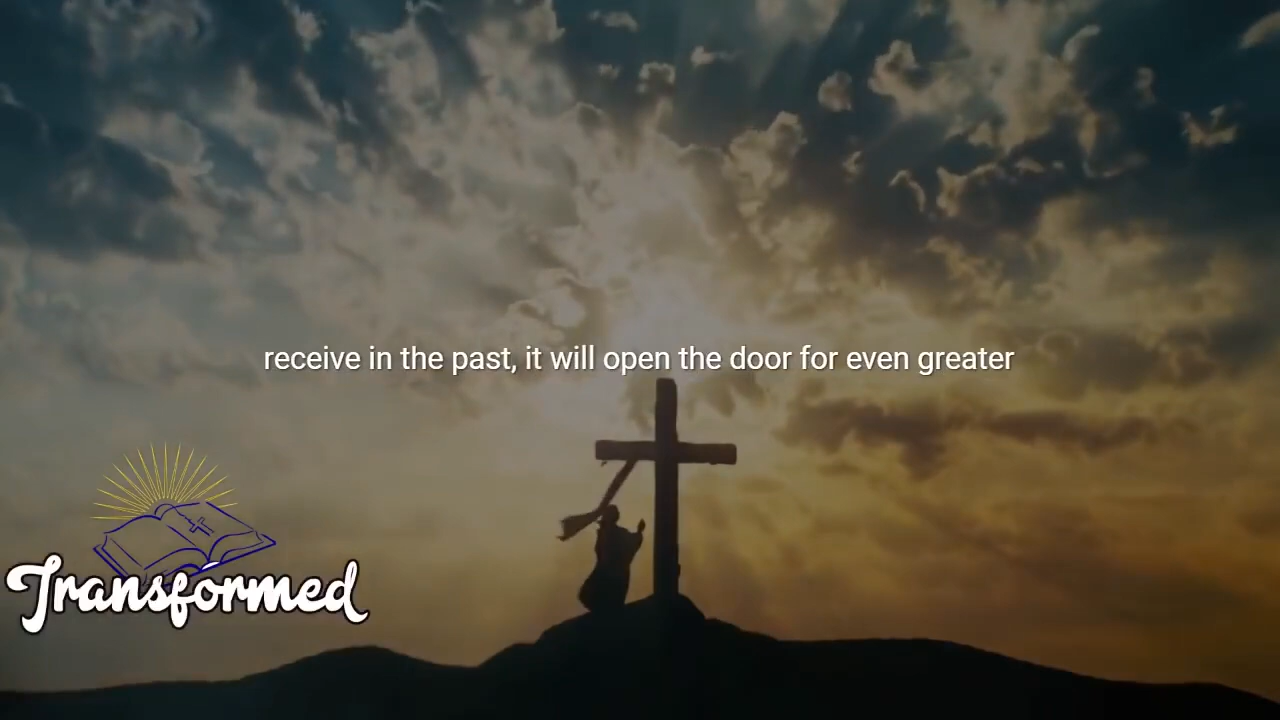 receive in the past, it will open the door for even greater
Transformed